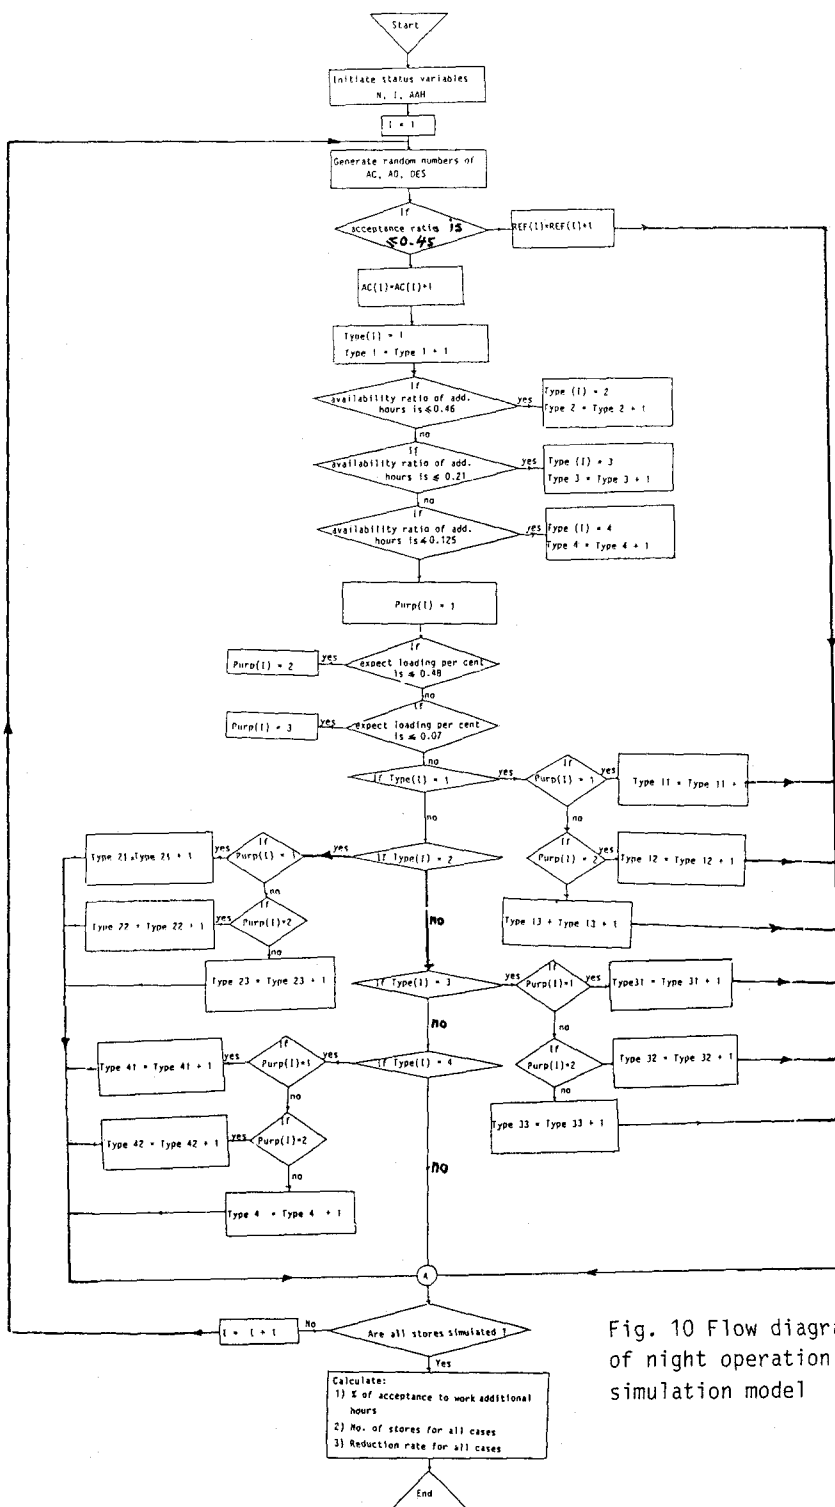 Start
Initiate status variables
N, I, AAH
I = 1
Generate random numbers of
AC, AO, DES
If
acceptance ratio is
≤0.45
REF(I)=REF(I)+1
AC(I)=AC(I)+1
Type(I) = 1
Type 1 = Type 1 + 1
If
availability ratio of add.
hours is ≤0.46
yes
Type (I) = 2
Type 2 = Type 2 + 1
no
If
availability ratio of add.
hours is ≤ 0.21
yes
Type (I) = 3
Type 3 = Type 3 + 1
no
If
availability ratio of add.
hours is ≤0.125
yes
Type (I) = 4
Type 4 = Type 4 + 1
Purp(I) = 1
If
expect loading per cent
is ≤ 0.48
yes
Purp(I) = 2
no
If
expect loading per cent
is ≤ 0.07
yes
Purp(I) = 3
no
If Type(I) = 1
yes
If
Purp(I) = 1
yes
Type 11 = Type 11 +
no
no
If
Purp(I) = 2
yes
Type 12 = Type 12 + 1
Type 13 + Type 13 + 1
If Type(I) = 2
yes
If
Purp(I) = 1
yes
Type 21 = Type 21 + 1
no
If
Purp(I)=2
yes
Type 22 = Type 22 + 1
no
Type 23 = Type 23 + 1
no
If Type(I) = 3
yes
If
Purp(I)=1
yes
Type31 = Type 31 + 1
no
If
Purp(I)=2
Type 32 = Type 32 + 1
no
Type 33 = Type 33 + 1
no
If Type(I) = 4
yes
If
Purp(I)=1
yes
Type 41 = Type 41 + 1
no
If
Purp(I)=2
yes
Type 42 = Type 42 + 1
no
Type 4 = Type 4 + 1
no
A
Are all stores simulated ?
No
I = I + 1
Yes
Calculate:
1) % of acceptance to work additional
hours
2) No. of stores for all cases
3) Reduction rate for all cases
End
Fig. 10 Flow diagra
of night operation
simulation model